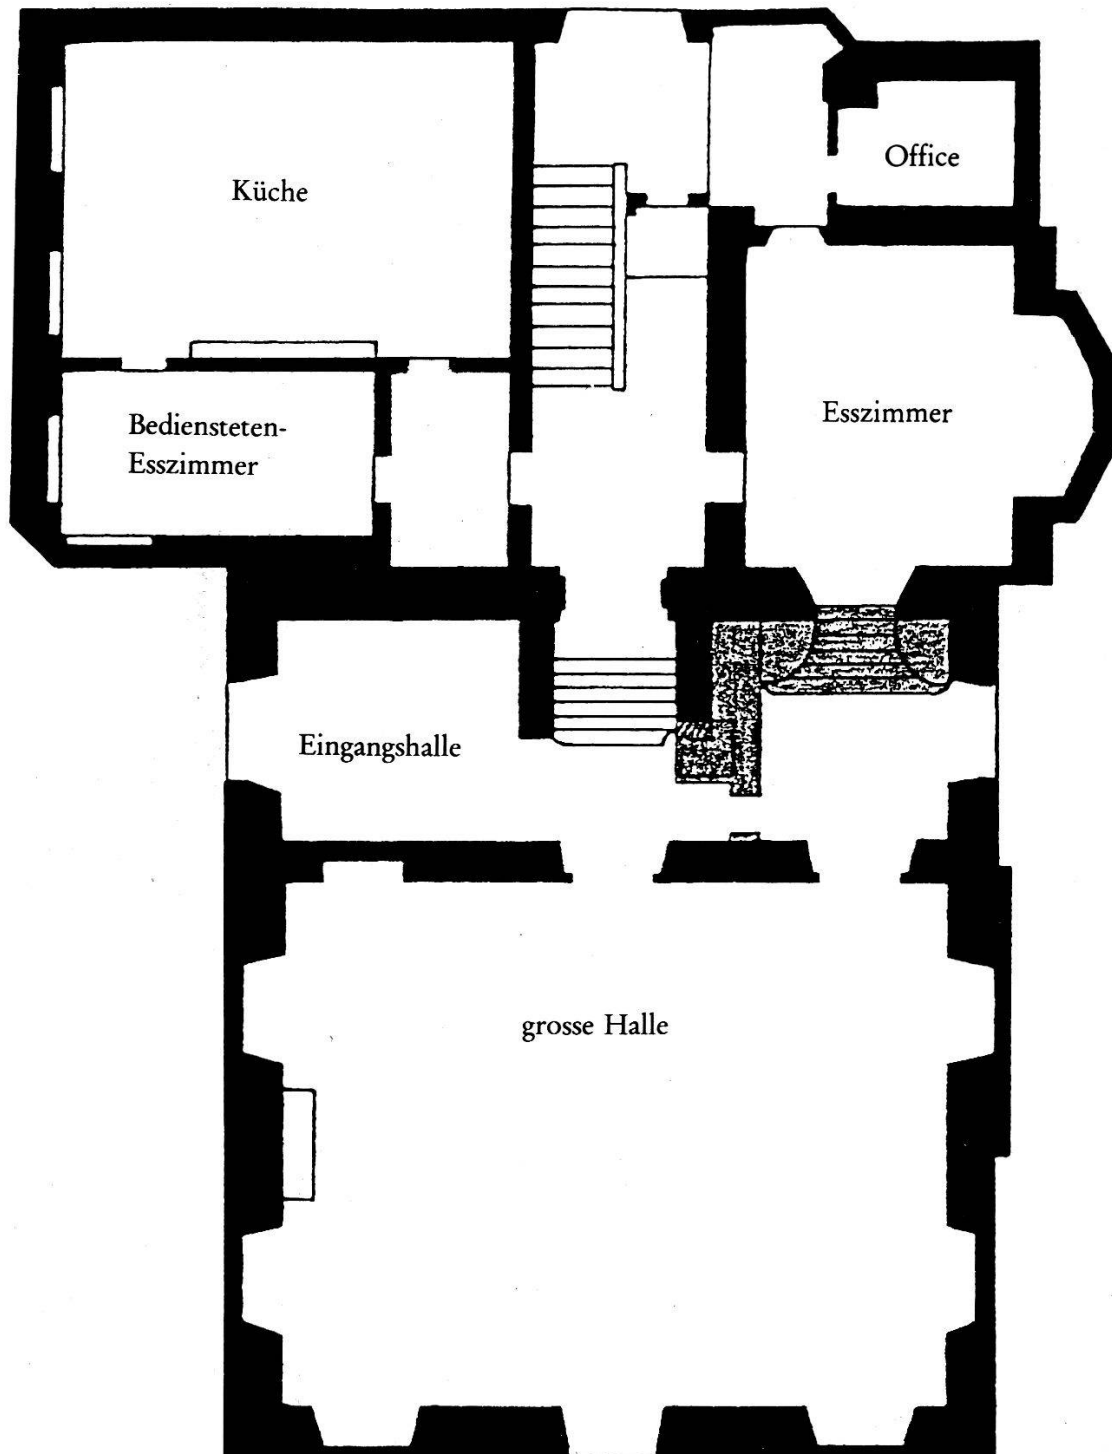 Office
Küche
Esszimmer
Bediensteten-
Esszimmer
Eingangshalle
grosse Halle